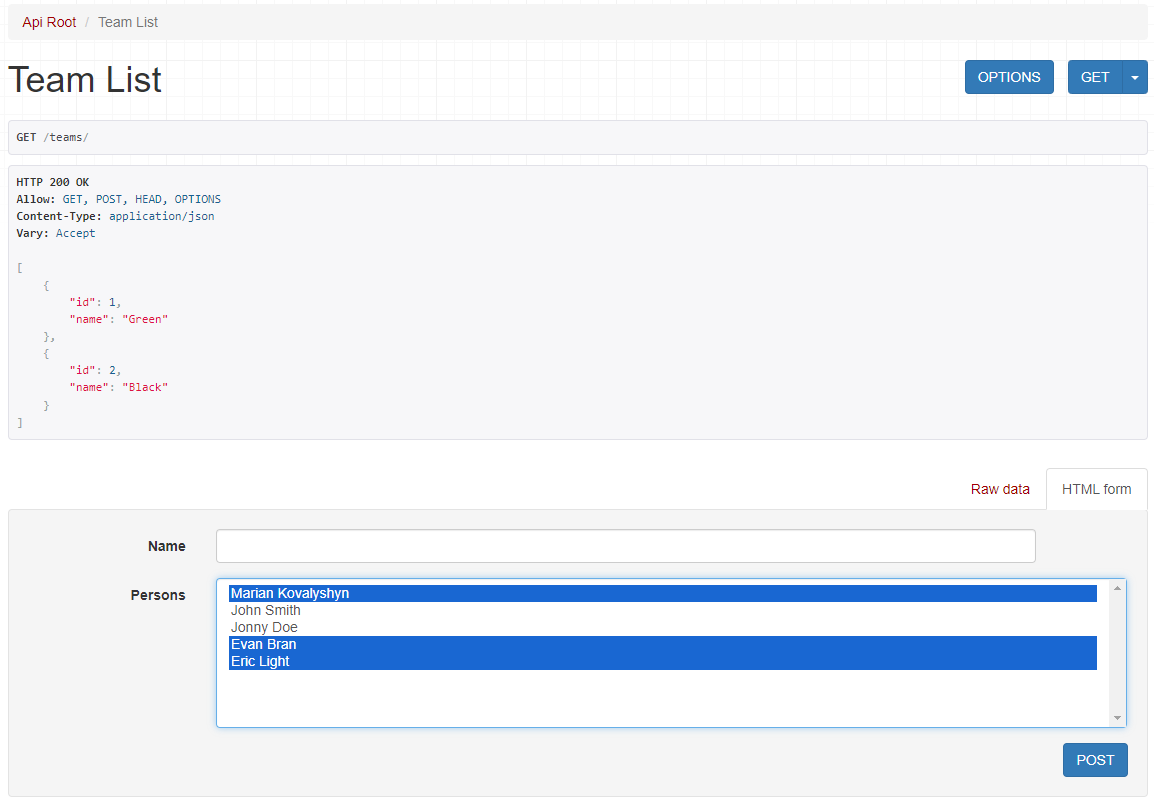 Api Root / Team List
Team List
OPTIONS
GET
GET /teams/
HTTP 200 OK
Allow: GET, POST, HEAD, OPTIONS
Content-Type: application/json
Vary: Accept
[
{
"id": 1,
"name": "Green"
},
{
"id": 2,
"name": "Black"
}
]
Raw data
HTML form
Name
Persons
Marian Kovalyshyn
John Smith
Jonny Doe
Evan Bran
Eric Light
POST